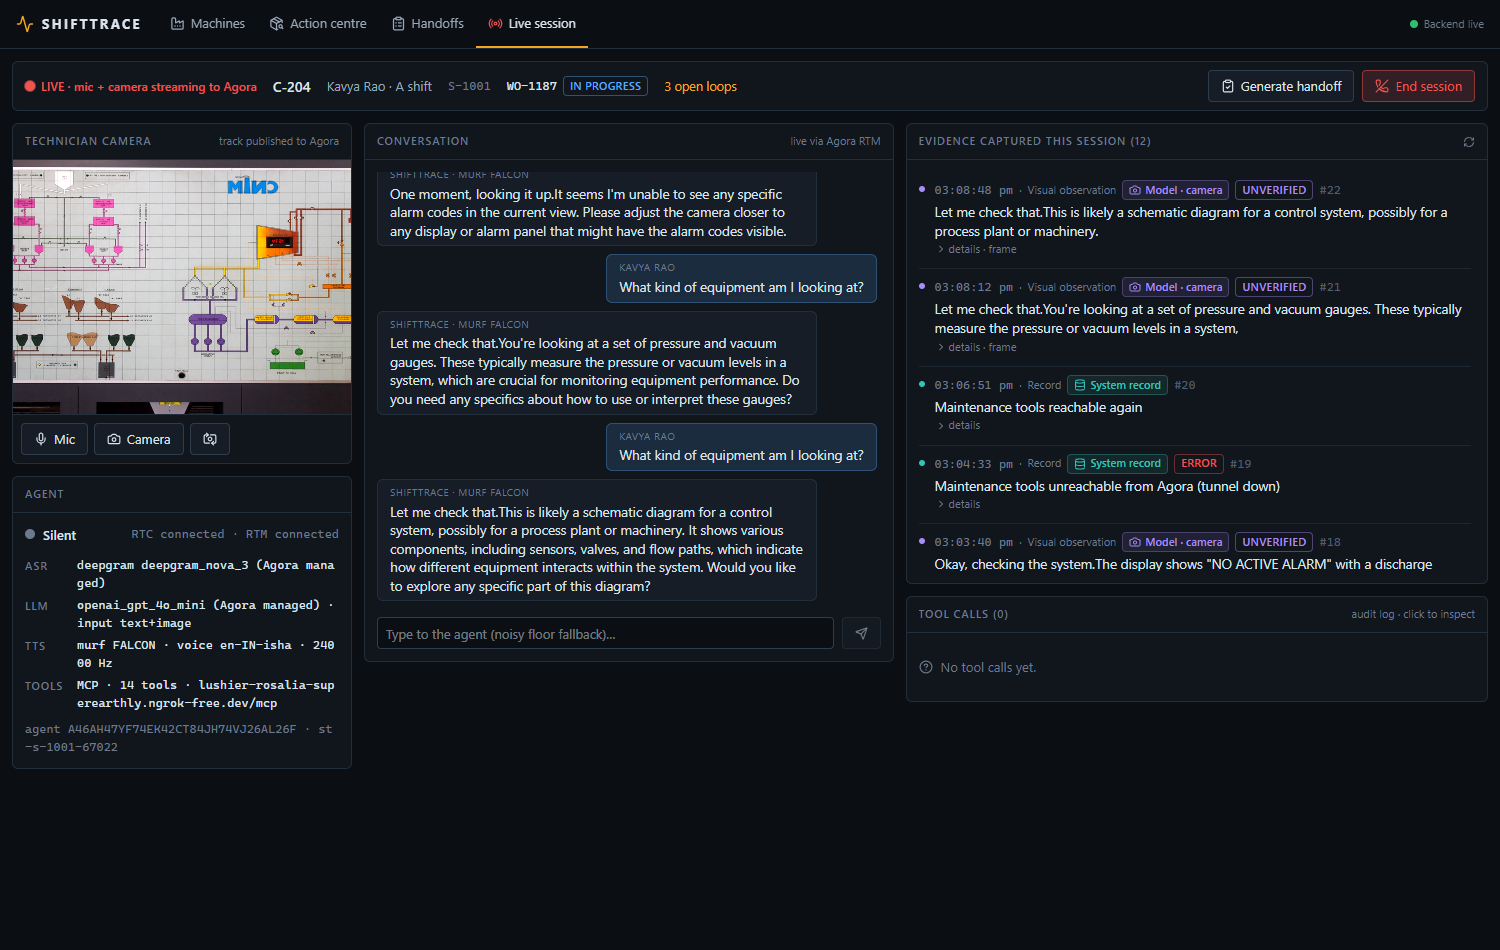 SHIFTTRACE
Machines
Action centre
Handoffs
Live session
Backend live
LIVE · mic + camera streaming to Agora
C-204
Kavya Rao · A shift
S-1001
WO-1187
IN PROGRESS
3 open loops
Generate handoff
End session
TECHNICIAN CAMERA
track published to Agora
Mic
Camera
AGENT
Silent
RTC connected · RTM connected
ASR
deepgram deepgram_nova_3 (Agora mana
ged)
LLM
openai_gpt_4o_mini (Agora managed) ·
input text+image
TTS
murf FALCON · voice en-IN-isha · 240
00 Hz
TOOLS
MCP · 14 tools · lushier-rosalia-sup
erearthly.ngrok-free.dev/mcp
agent A46AH47YF74EK42CT84JH74VJ26AL26F · st
-s-1001-67022
CONVERSATION
live via Agora RTM
SHIFTTRACE · MURF FALCON
One moment, looking it up.It seems I'm unable to see any specific
alarm codes in the current view. Please adjust the camera closer to
any display or alarm panel that might have the alarm codes visible.
KAVYA RAO
What kind of equipment am I looking at?
SHIFTTRACE · MURF FALCON
Let me check that.You're looking at a set of pressure and vacuum
gauges. These typically measure the pressure or vacuum levels in a
system, which are crucial for monitoring equipment performance. Do
you need any specifics about how to use or interpret these gauges?
KAVYA RAO
What kind of equipment am I looking at?
SHIFTTRACE · MURF FALCON
Let me check that.This is likely a schematic diagram for a control
system, possibly for a process plant or machinery. It shows various
components, including sensors, valves, and flow paths, which indicate
how different equipment interacts within the system. Would you like
to explore any specific part of this diagram?
Type to the agent (noisy floor fallback)...
EVIDENCE CAPTURED THIS SESSION (12)
03:08:48 pm · Visual observation
Model · camera
UNVERIFIED
#22
Let me check that.This is likely a schematic diagram for a control system, possibly for a
process plant or machinery.
> details · frame
03:08:12 pm · Visual observation
Model · camera
UNVERIFIED
#21
Let me check that.You're looking at a set of pressure and vacuum gauges. These typically
measure the pressure or vacuum levels in a system,
> details · frame
03:06:51 pm · Record
System record
#20
Maintenance tools reachable again
> details
03:04:33 pm · Record
System record
ERROR
#19
Maintenance tools unreachable from Agora (tunnel down)
> details
03:03:40 pm · Visual observation
Model · camera
UNVERIFIED
#18
Okay, checking the system.The display shows "NO ACTIVE ALARM" with a discharge
TOOL CALLS (0)
audit log · click to inspect
No tool calls yet.